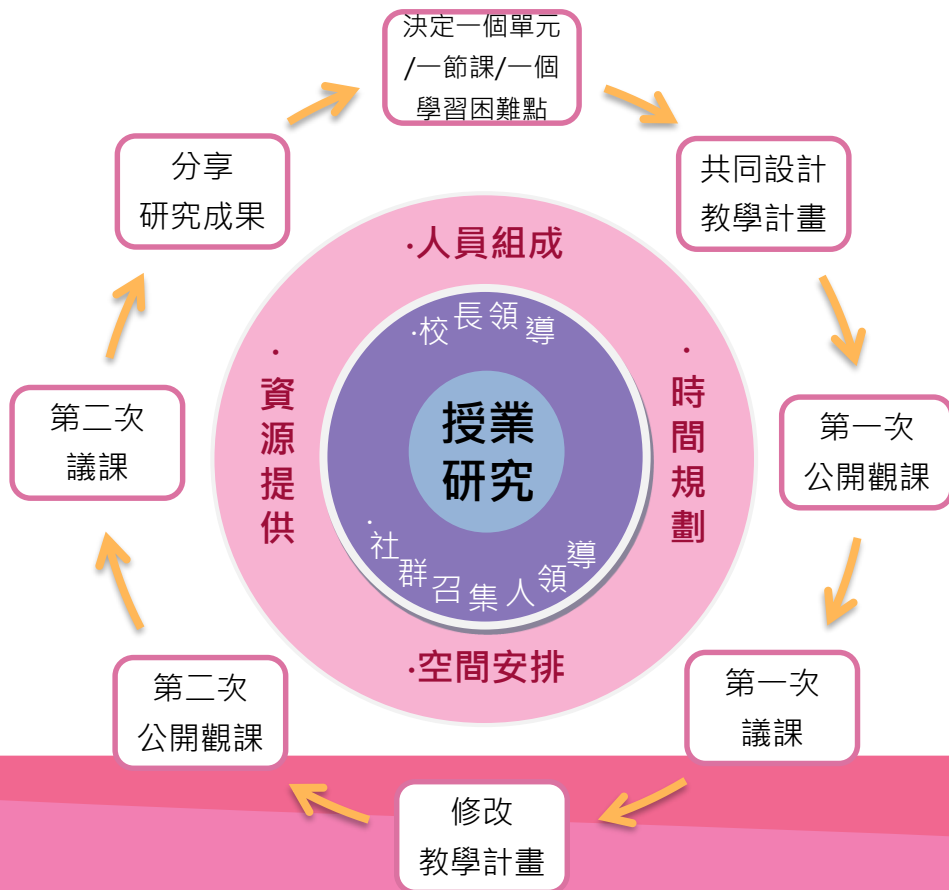 決定一個單元
/一節課/一個
學習困難點
共同設計
教學計畫
第一次
公開觀課
第一次
議課
修改
教學計畫
第二次
公開觀課
第二次
議課
分享
研究成果
·人員組成
·時間規劃
·空間安排
·資源提供
·校長領導
·社群召集人領導
授業
研究